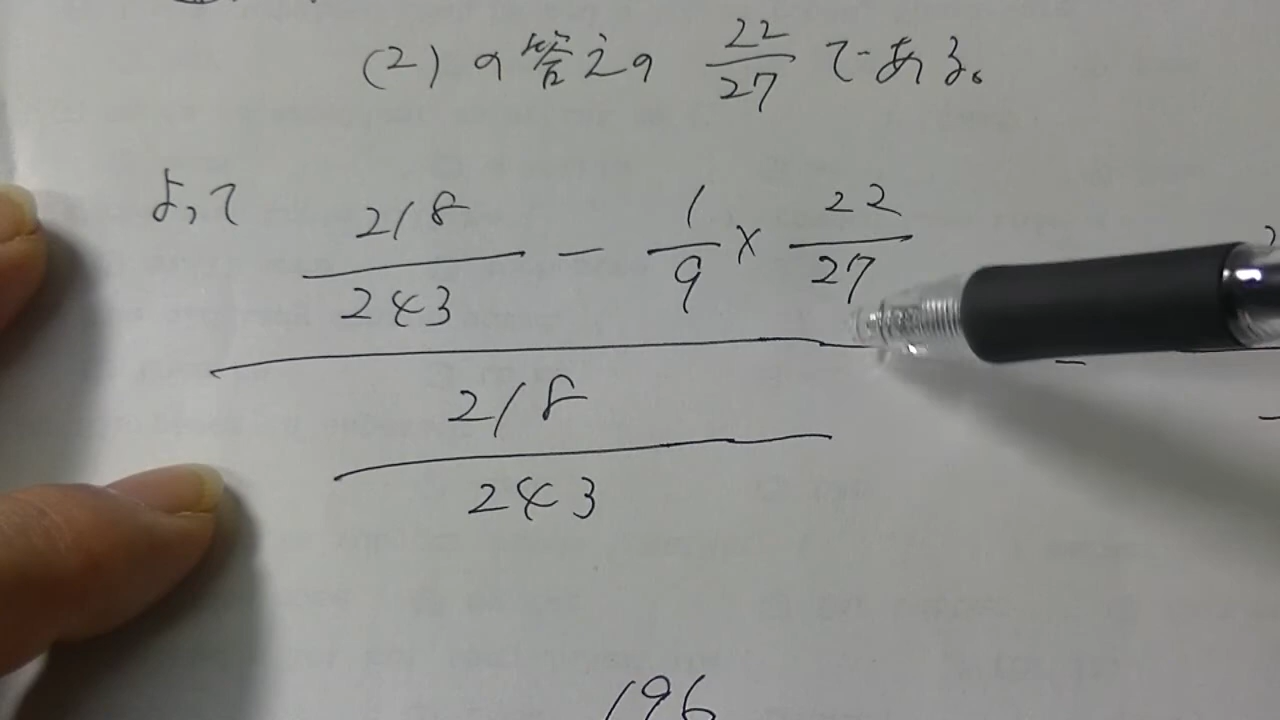 (2)の答えの 22/27 である。
よって
218/243 - 1/9 × 22/27
218/243
196